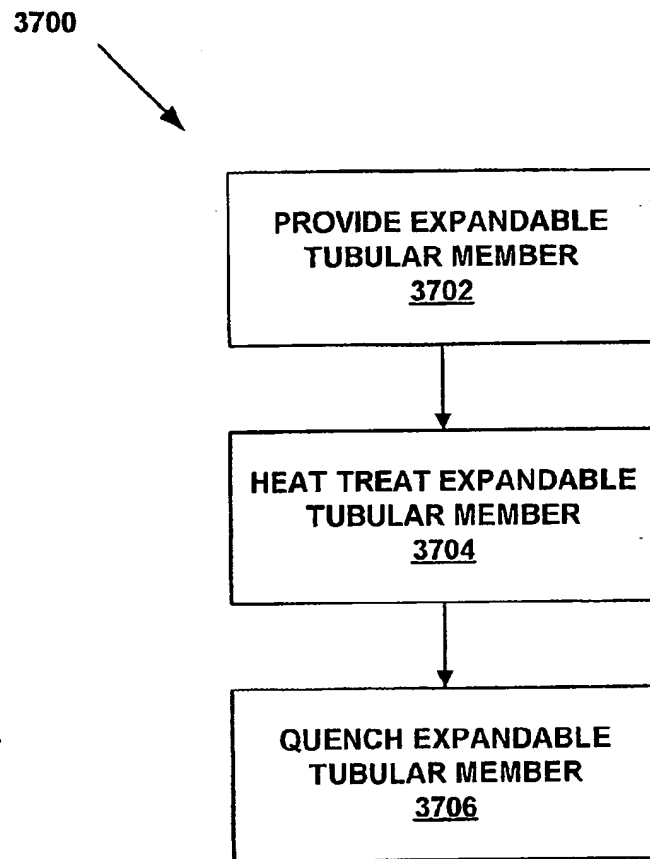 3700
PROVIDE EXPANDABLE
TUBULAR MEMBER
3702
HEAT TREAT EXPANDABLE
TUBULAR MEMBER
3704
QUENCH EXPANDABLE
TUBULAR MEMBER
3706